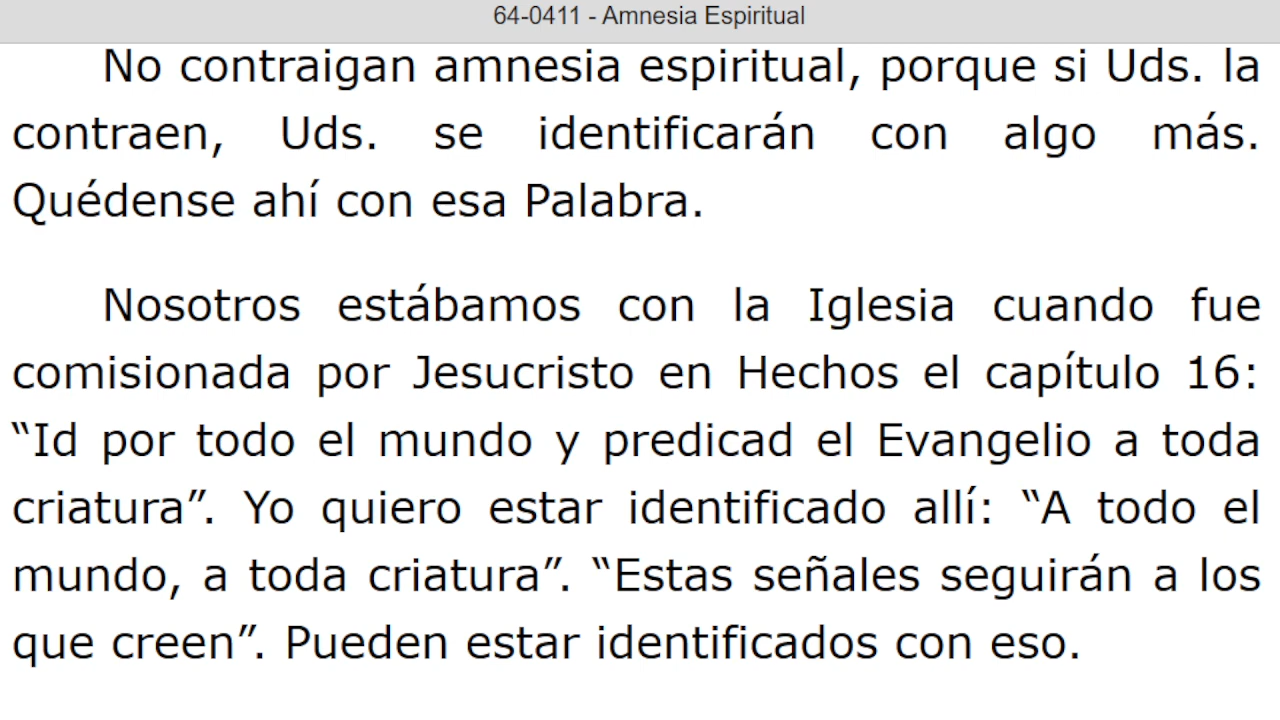 64-0411 - Amnesia Espiritual
No contraigan amnesia espiritual, porque si Uds. la
contraen, Uds. se identificarán con algo más.
Quédense ahí con esa Palabra.
Nosotros estábamos con la Iglesia cuando fue
comisionada por Jesucristo en Hechos el capítulo 16:
“Id por todo el mundo y predicad el Evangelio a toda
criatura”. Yo quiero estar identificado allí: “A todo el
mundo, a toda criatura”. “Estas señales seguirán a los
que creen”. Pueden estar identificados con eso.